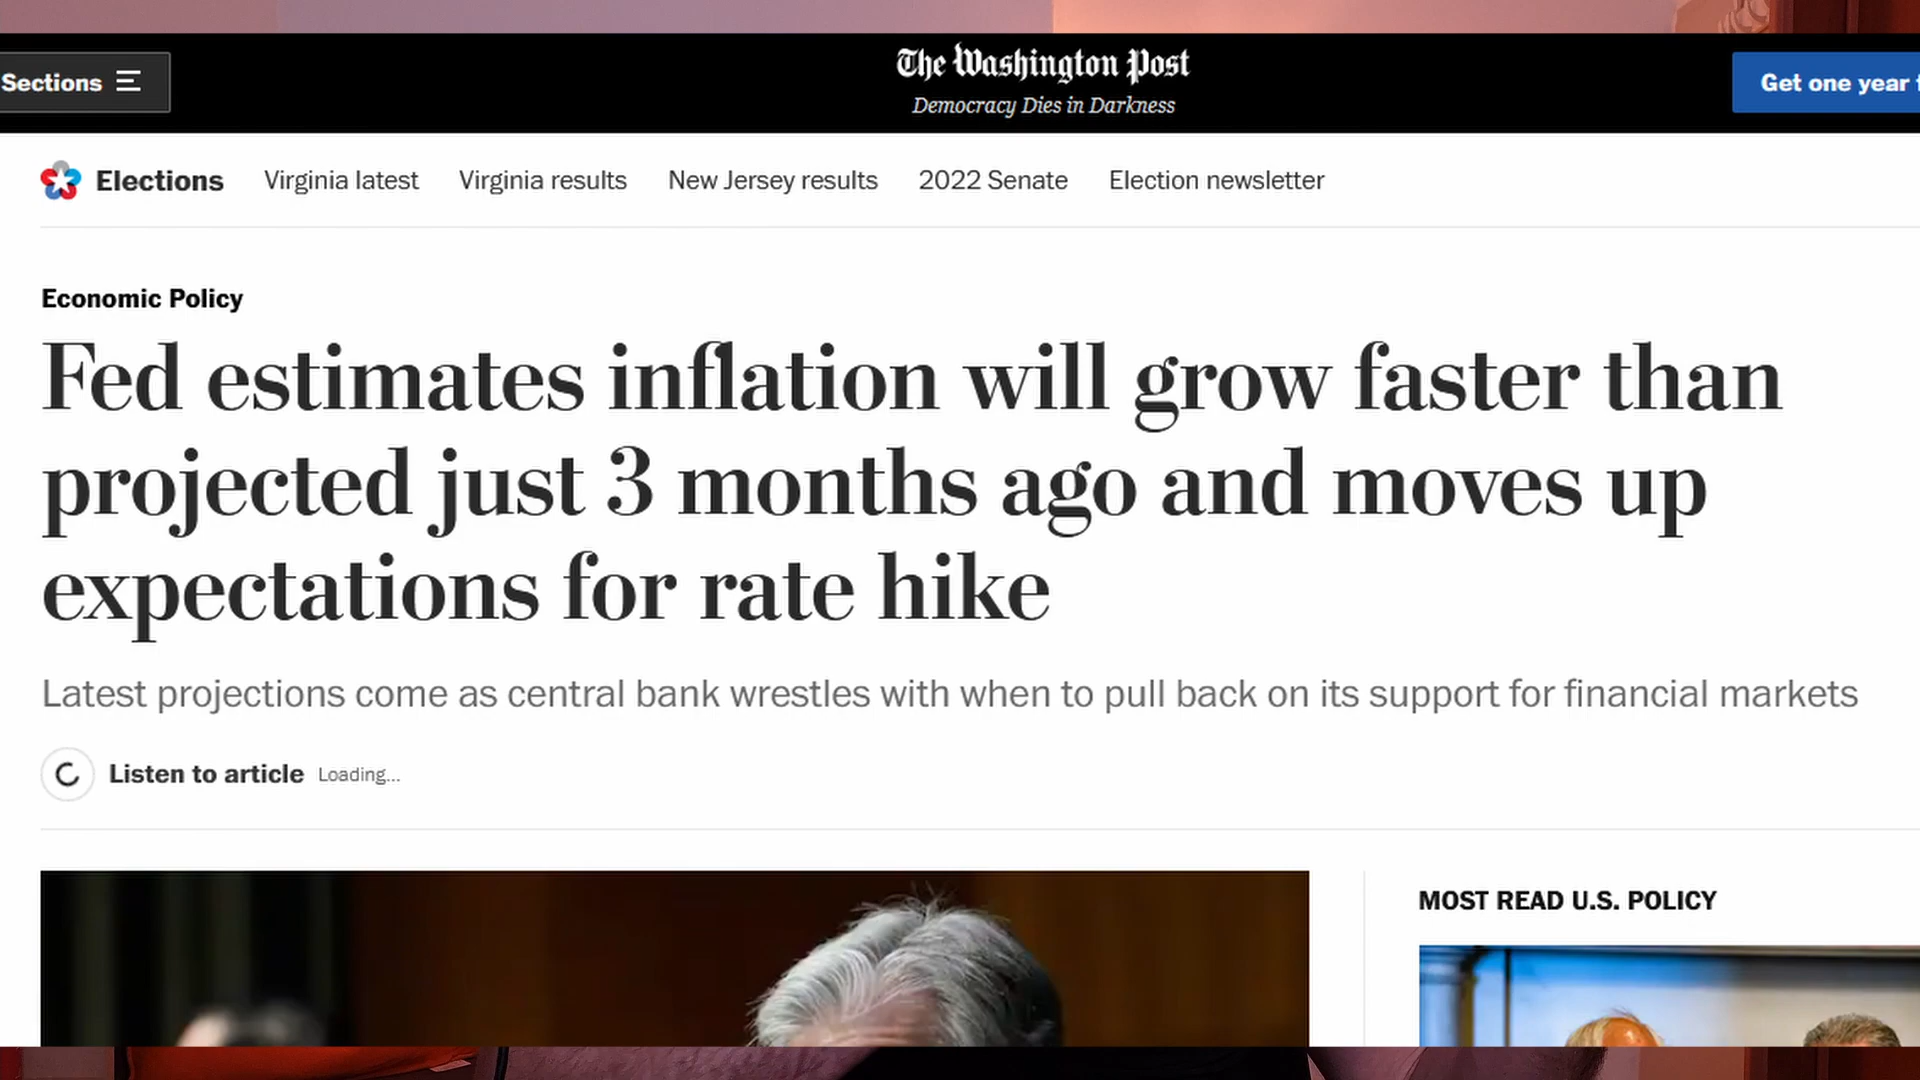 Sections
The Washington Post
Democracy Dies in Darkness
Get one year
Elections Virginia latest Virginia results New Jersey results 2022 Senate Election newsletter
Economic Policy
Fed estimates inflation will grow faster than
projected just 3 months ago and moves up
expectations for rate hike
Latest projections come as central bank wrestles with when to pull back on its support for financial markets
Listen to article Loading...
MOST READ U.S. POLICY